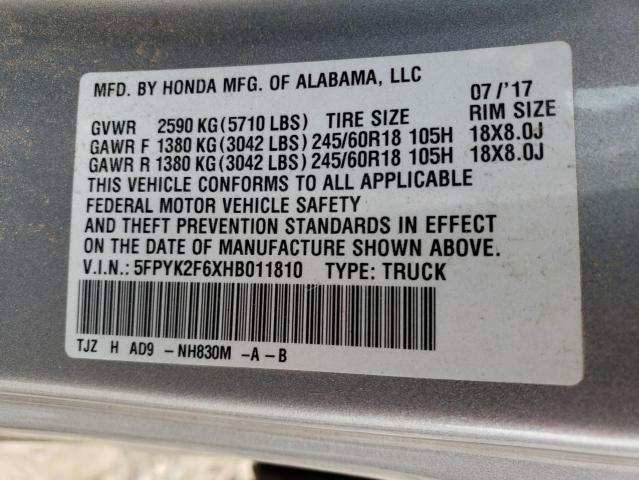 MFD. BY HONDA MFG. OF ALABAMA, LLC 07/'17
GVWR 2590 KG(5710 LBS) TIRE SIZE RIM SIZE
GAWR F 1380 KG(3042 LBS) 245/60R18 105H 18X8.0J
GAWR R 1380 KG(3042 LBS) 245/60R18 105H 18X8.0J
THIS VEHICLE CONFORMS TO ALL APPLICABLE
FEDERAL MOTOR VEHICLE SAFETY
AND THEFT PREVENTION STANDARDS IN EFFECT
ON THE DATE OF MANUFACTURE SHOWN ABOVE.
V.I.N.: 5FPYK2F6XHB011810 TYPE: TRUCK
TJZ H AD9 - NH830M -A-B